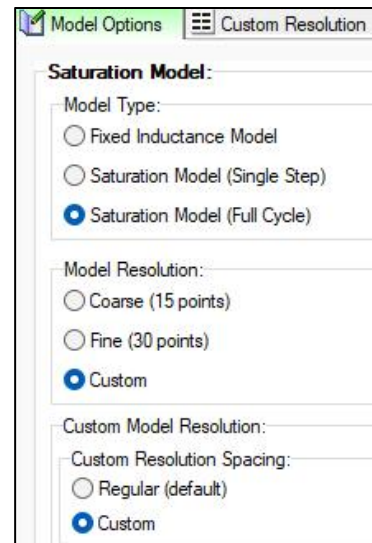 Model Options Custom Resolution
Saturation Model:
Model Type:
Fixed Inductance Model
Saturation Model (Single Step)
Saturation Model (Full Cycle)
Model Resolution:
Coarse (15 points)
Fine (30 points)
Custom
Custom Model Resolution:
Custom Resolution Spacing:
Regular (default)
Custom